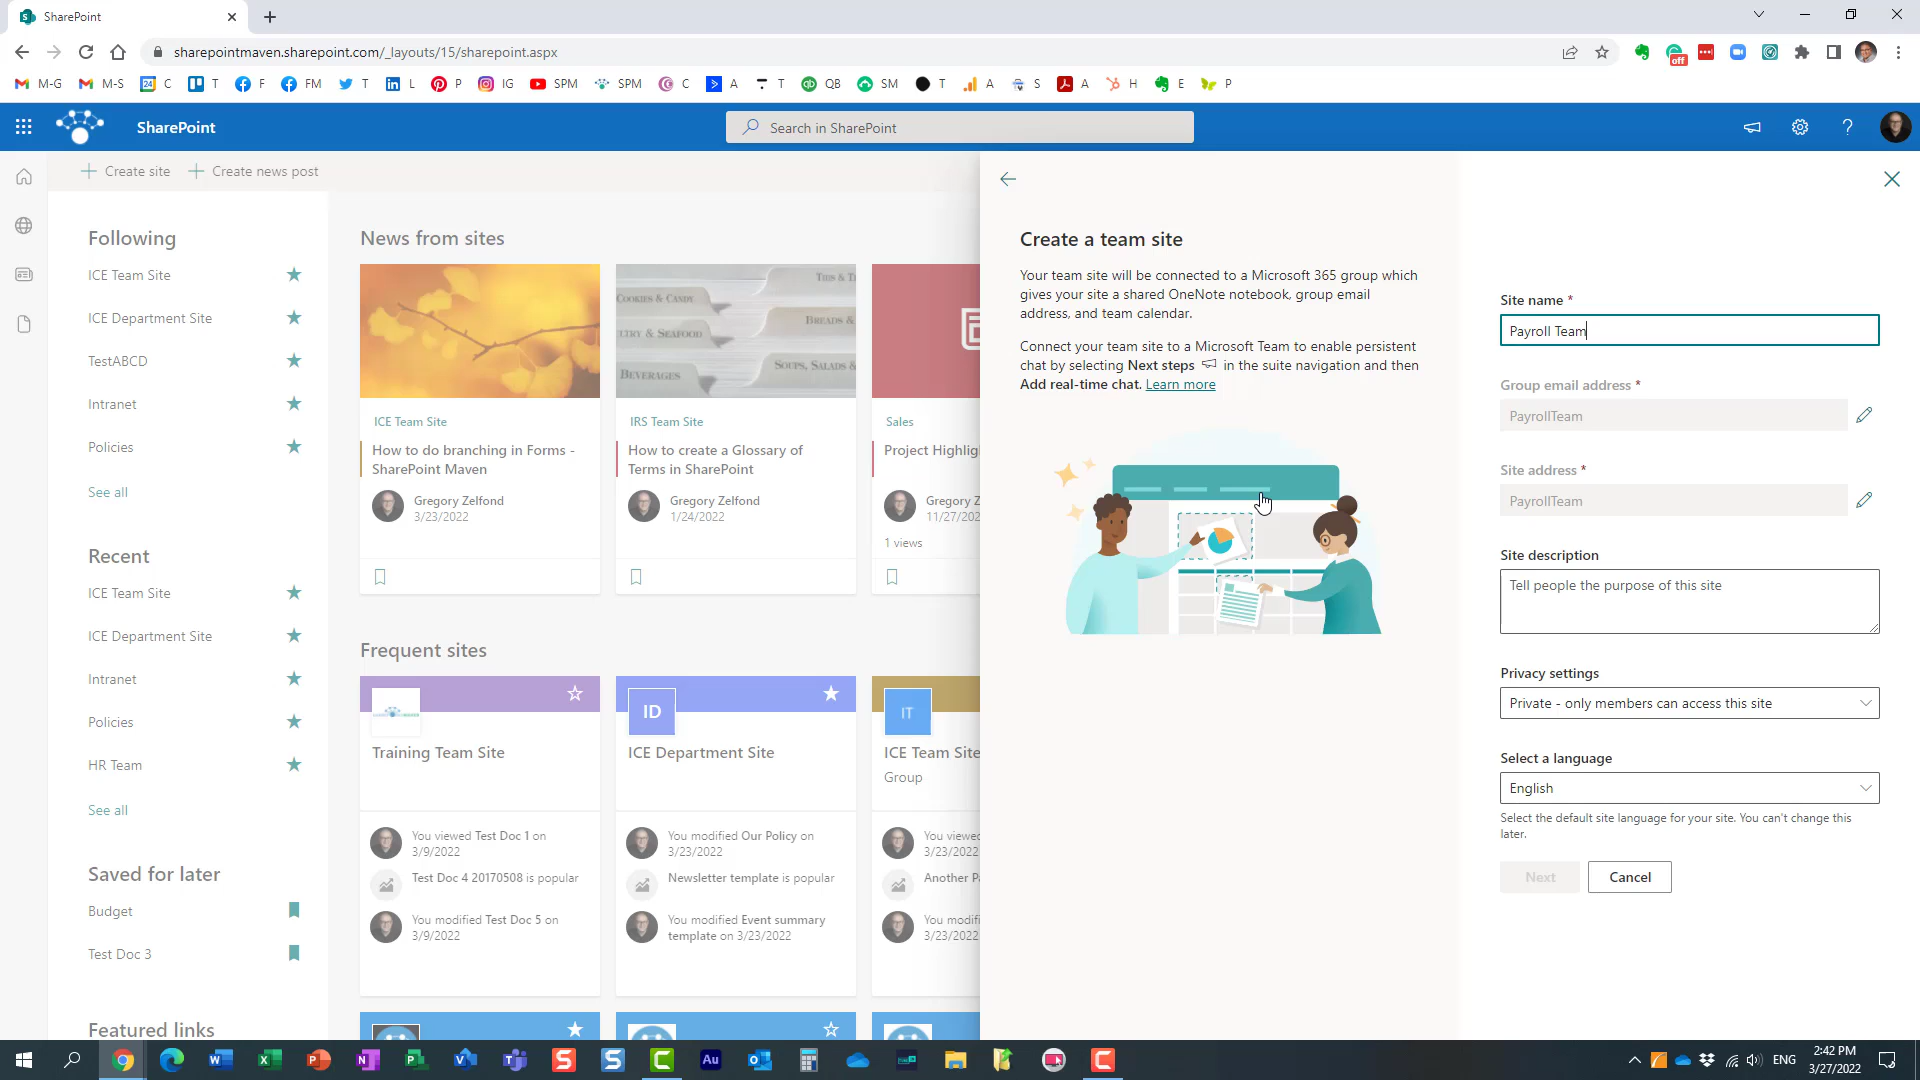 SharePoint
sharepointmaven.sharepoint.com/_layouts/15/sharepoint.aspx
off
M-G M-S 24 C T F FM T L P IG SPM SPM C A T QB SM T A S A H E P
SharePoint
Search in SharePoint
Create site
Create news post
Following
ICE Team Site
ICE Department Site
TestABCD
Intranet
Policies
See all
Recent
ICE Team Site
ICE Department Site
Intranet
Policies
HR Team
See all
Saved for later
Budget
Test Doc 3
Featured links
News from sites
ICE Team Site
How to do branching in Forms -
SharePoint Maven
Gregory Zelfond
3/23/2022
TIPS & T
COOKIES & CANDY
BREADS &
LTRY & SEAFOOD
SOUPS, SALADS &
BEVERAGES
IRS Team Site
How to create a Glossary of
Terms in SharePoint
Gregory Zelfond
1/24/2022
Sales
Project Highlig
Gregory Z
11/27/202
1 views
Frequent sites
Training Team Site
You viewed Test Doc 1 on
3/9/2022
Test Doc 4 20170508 is popular
You modified Test Doc 5 on
3/9/2022
ID
ICE Department Site
You modified Our Policy on
3/23/2022
Newsletter template is popular
You modified Event summary
template on 3/23/2022
IT
ICE Team Site
Group
You viewed
3/23/2022
Another P
You modifi
3/23/2022
Create a team site
Your team site will be connected to a Microsoft 365 group which
gives your site a shared OneNote notebook, group email
address, and team calendar.
Connect your team site to a Microsoft Team to enable persistent
chat by selecting Next steps in the suite navigation and then
Add real-time chat. Learn more
Site name *
Payroll Team
Group email address *
PayrollTeam
Site address *
PayrollTeam
Site description
Tell people the purpose of this site
Privacy settings
Private - only members can access this site
Select a language
English
Select the default site language for your site. You can't change this
later.
Next
Cancel
Au
ENG
2:42 PM
3/27/2022